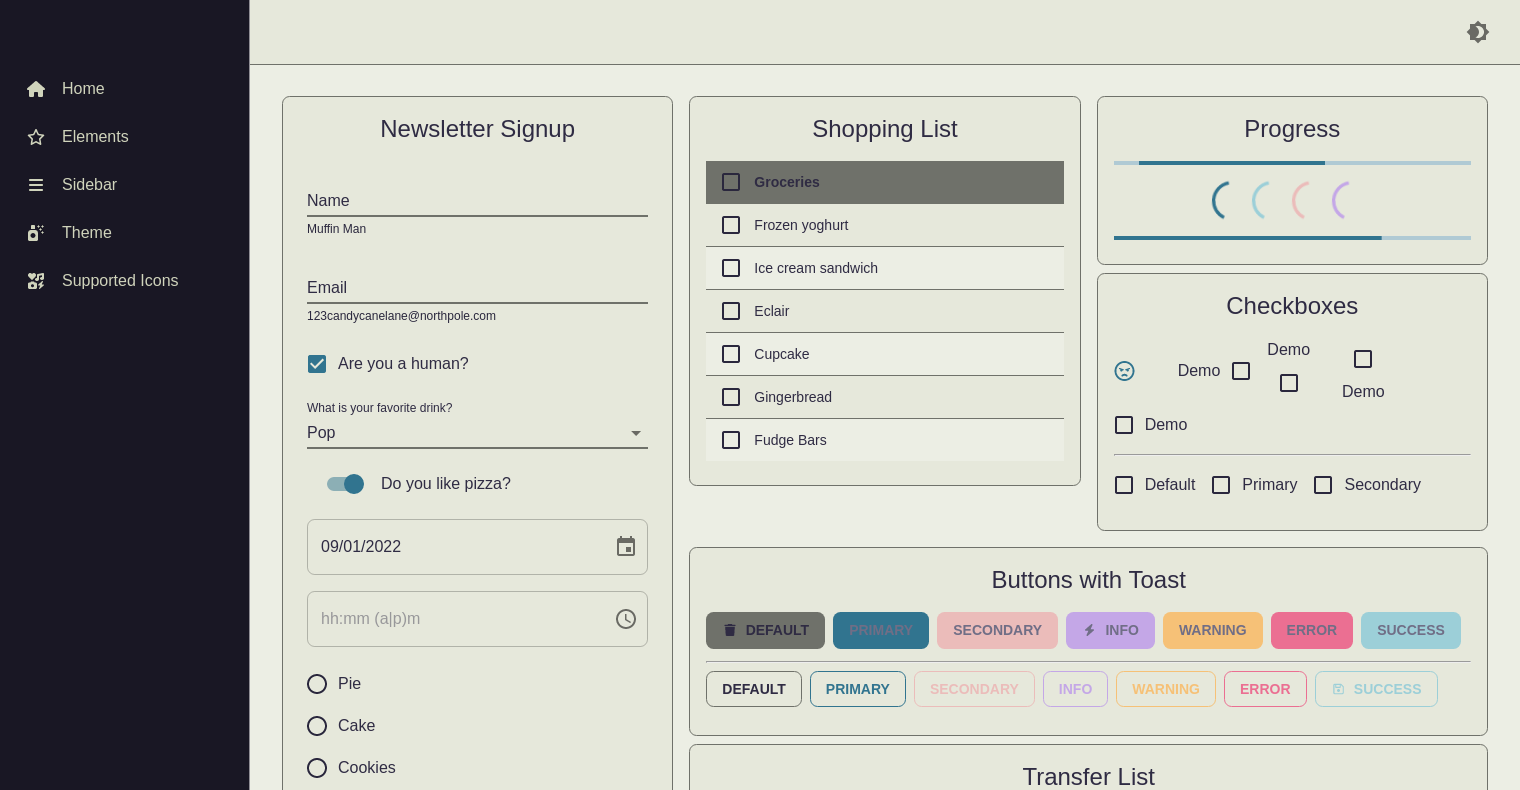 Home
Elements
Sidebar
Theme
Supported Icons
Newsletter Signup
Name
Muffin Man
Email
123candycanelane@northpole.com
Are you a human?
What is your favorite drink?
Pop
Do you like pizza?
09/01/2022
hh:mm (a|p)m
Pie
Cake
Cookies
Shopping List
Groceries
Frozen yoghurt
Ice cream sandwich
Eclair
Cupcake
Gingerbread
Fudge Bars
Progress
Checkboxes
Demo
Demo
Demo
Demo
Default Primary Secondary
Buttons with Toast
DEFAULT PRIMARY SECONDARY INFO WARNING ERROR SUCCESS
DEFAULT PRIMARY SECONDARY INFO WARNING ERROR SUCCESS
Transfer List